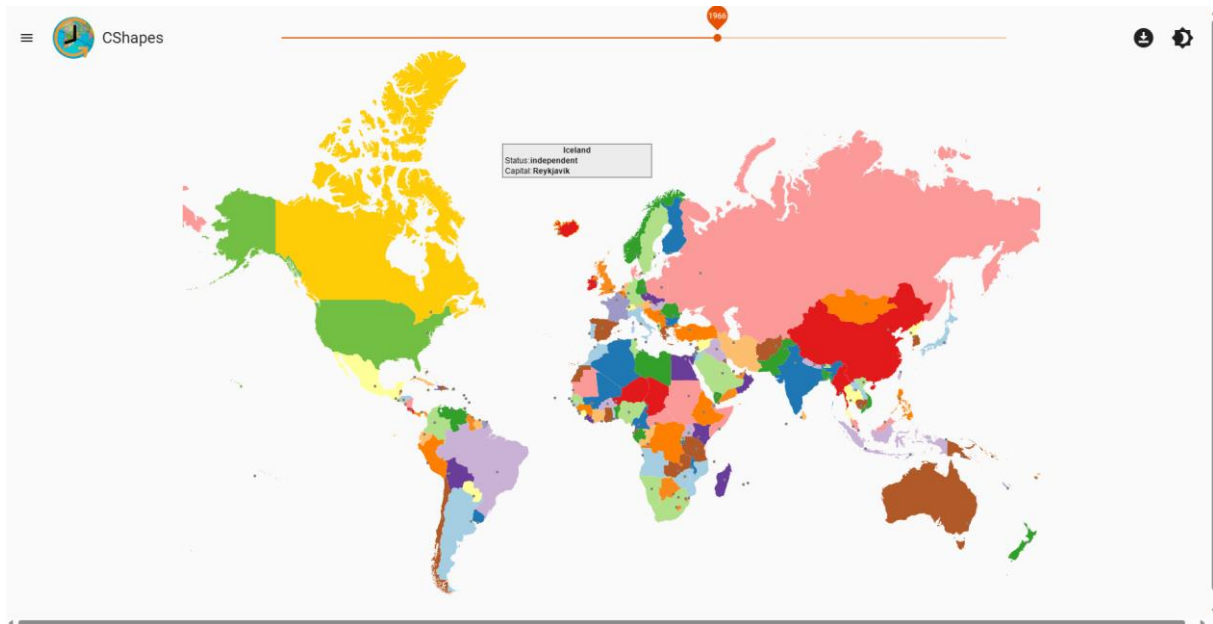 1966
CShapes
Iceland
Status: independent
Capital: Reykjavik